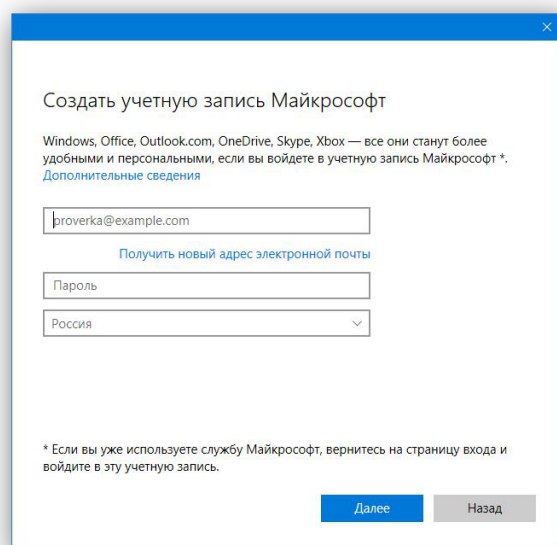 Создать учетную запись Майкрософт
Windows, Office, Outlook.com, OneDrive, Skype, Xbox — все они станут более
удобными и персональными, если вы войдете в учетную запись Майкрософт *.
Дополнительные сведения
proverka@example.com
Получить новый адрес электронной почты
Пароль
Россия
* Если вы уже используете службу Майкрософт, вернитесь на страницу входа и
войдите в эту учетную запись.
Далее
Назад